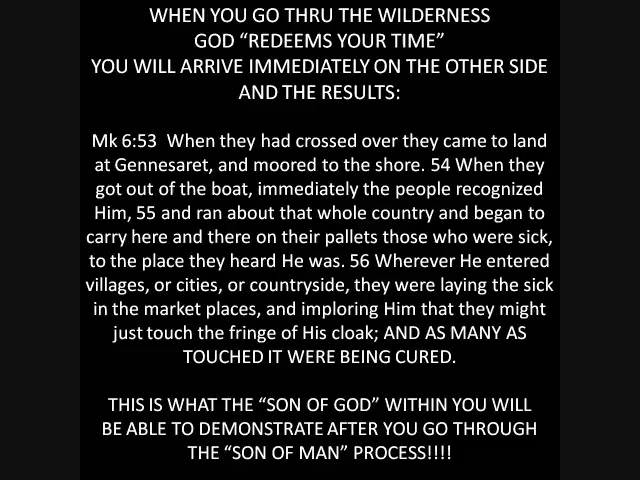 WHEN YOU GO THRU THE WILDERNESS
GOD “REDEEMS YOUR TIME”
YOU WILL ARRIVE IMMEDIATELY ON THE OTHER SIDE
AND THE RESULTS:
Mk 6:53  When they had crossed over they came to land
at Gennesaret, and moored to the shore. 54 When they
got out of the boat, immediately the people recognized
Him, 55 and ran about that whole country and began to
carry here and there on their pallets those who were sick,
to the place they heard He was. 56 Wherever He entered
villages, or cities, or countryside, they were laying the sick
in the market places, and imploring Him that they might
just touch the fringe of His cloak; AND AS MANY AS
TOUCHED IT WERE BEING CURED.
THIS IS WHAT THE “SON OF GOD” WITHIN YOU WILL
BE ABLE TO DEMONSTRATE AFTER YOU GO THROUGH
THE “SON OF MAN” PROCESS!!!!